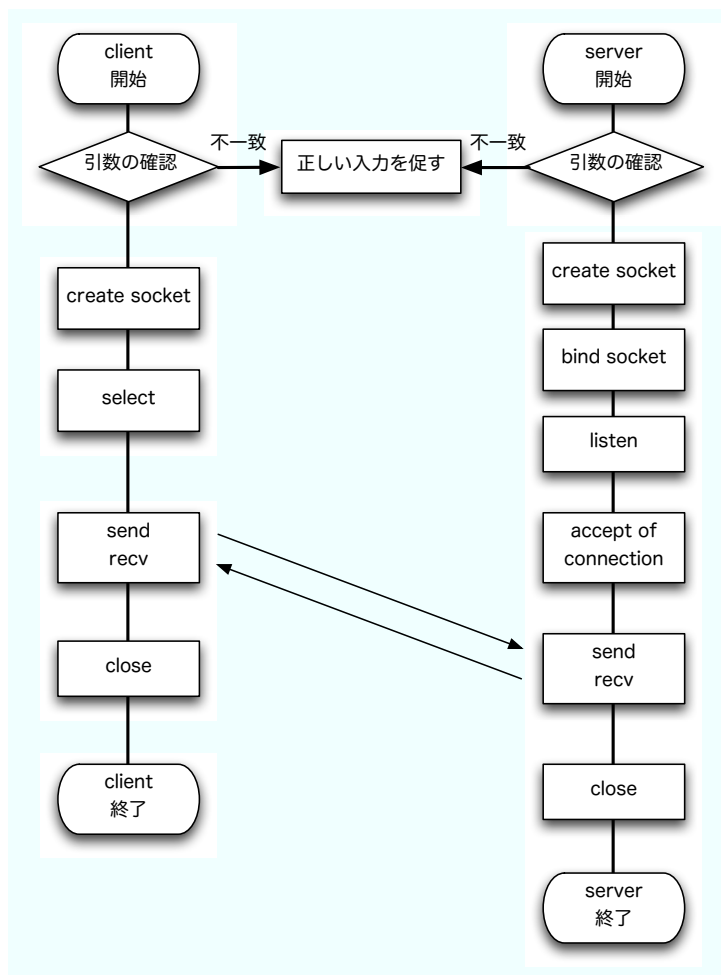 client
開始
server
開始
引数の確認
不一致
正しい入力を促す
不一致
引数の確認
create socket
select
send
recv
close
client
終了
create socket
bind socket
listen
accept of
connection
send
recv
close
server
終了